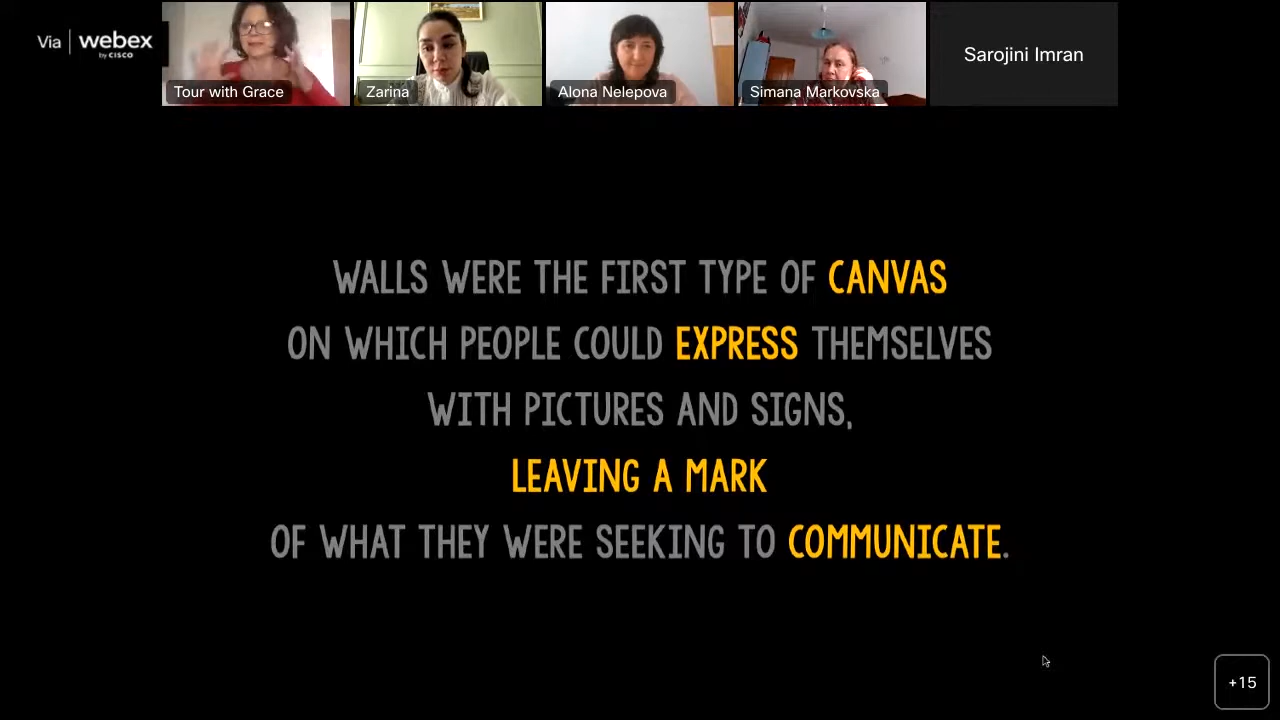 Via | webex
by CISCO
Tour with Grace
Zarina
Alona Nelepova
Simana Markovska
Sarojini Imran
WALLS WERE THE FIRST TYPE OF CANVAS
ON WHICH PEOPLE COULD EXPRESS THEMSELVES
WITH PICTURES AND SIGNS,
LEAVING A MARK
OF WHAT THEY WERE SEEKING TO COMMUNICATE.
+15